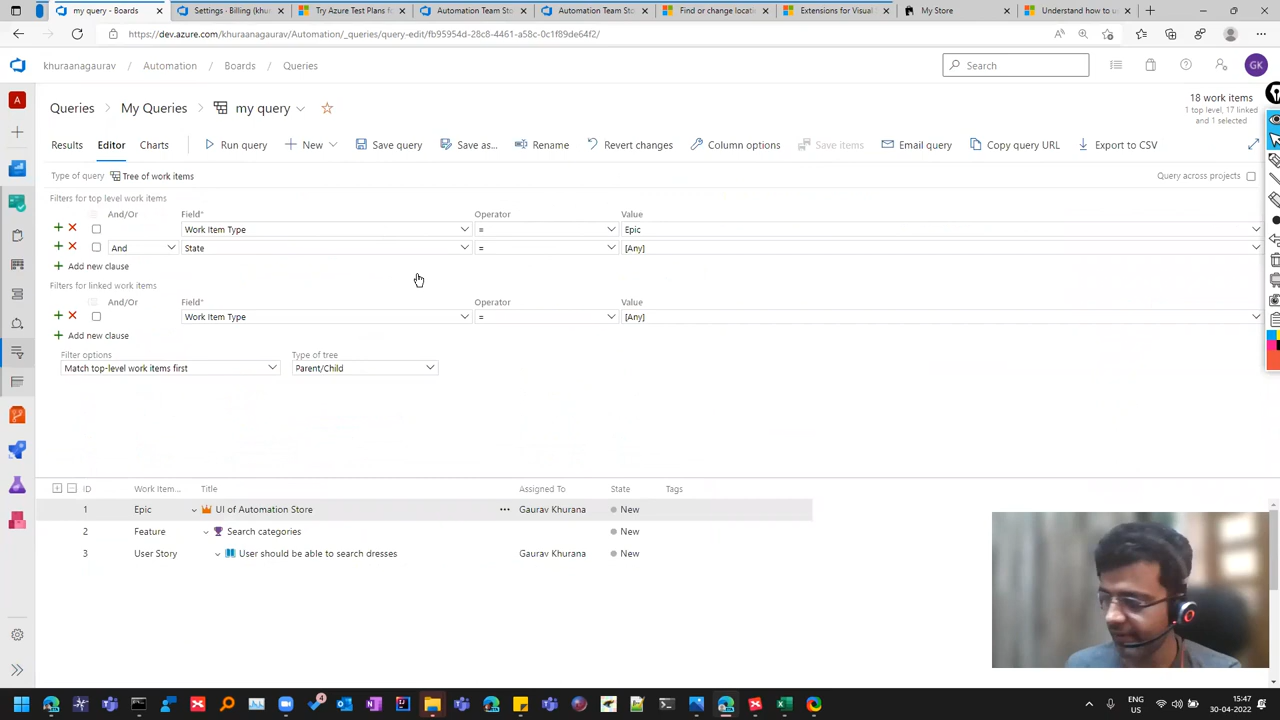 my query - Boards
Settings - Billing (khu
Try Azure Test Plans fo
Automation Team Sto
Automation Team Sto
Find or change locate
Extensions for Visual
My Store
Understand how to u
https://dev.azure.com/khuraanagaurav/Automation/_queries/query-edit/fb95954d-28c8-4461-a58c-0c1f89de64f2/
khuraanagaurav
Automation
Boards
Queries
Search
GK
A
Queries > My Queries > my query
18 work items
1 top level, 17 linked
and 1 selected
Results
Editor
Charts
Run query
New
Save query
Save as...
Rename
Revert changes
Column options
Save items
Email query
Copy query URL
Export to CSV
Type of query
Tree of work items
Query across projects
Filters for top level work items
And/Or
Field*
Operator
Value
Work Item Type
=
Epic
And
State
=
[Any]
Add new clause
Filters for linked work items
And/Or
Field*
Operator
Value
Work Item Type
=
[Any]
Add new clause
Filter options
Type of tree
Match top-level work items first
Parent/Child
ID
Work Item...
Title
Assigned To
State
Tags
1
Epic
UI of Automation Store
Gaurav Khurana
New
2
Feature
Search categories
New
3
User Story
User should be able to search dresses
Gaurav Khurana
New
ENG
US
15:47
30-04-2022